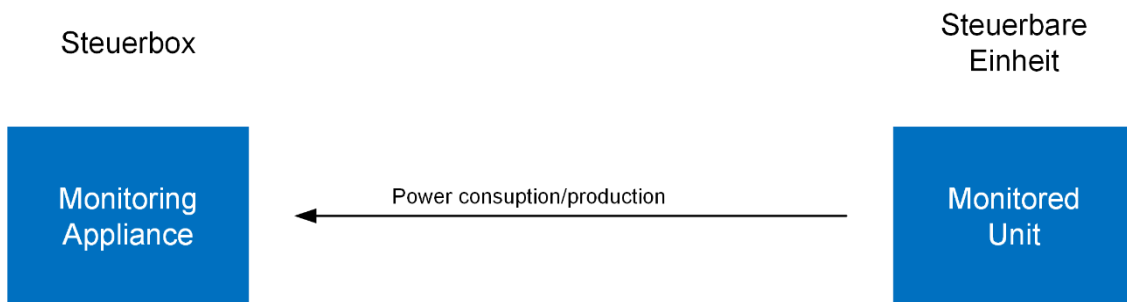 Steuerbox
Steuerbare
Einheit
Monitoring
Appliance
Power consuption/production
Monitored
Unit